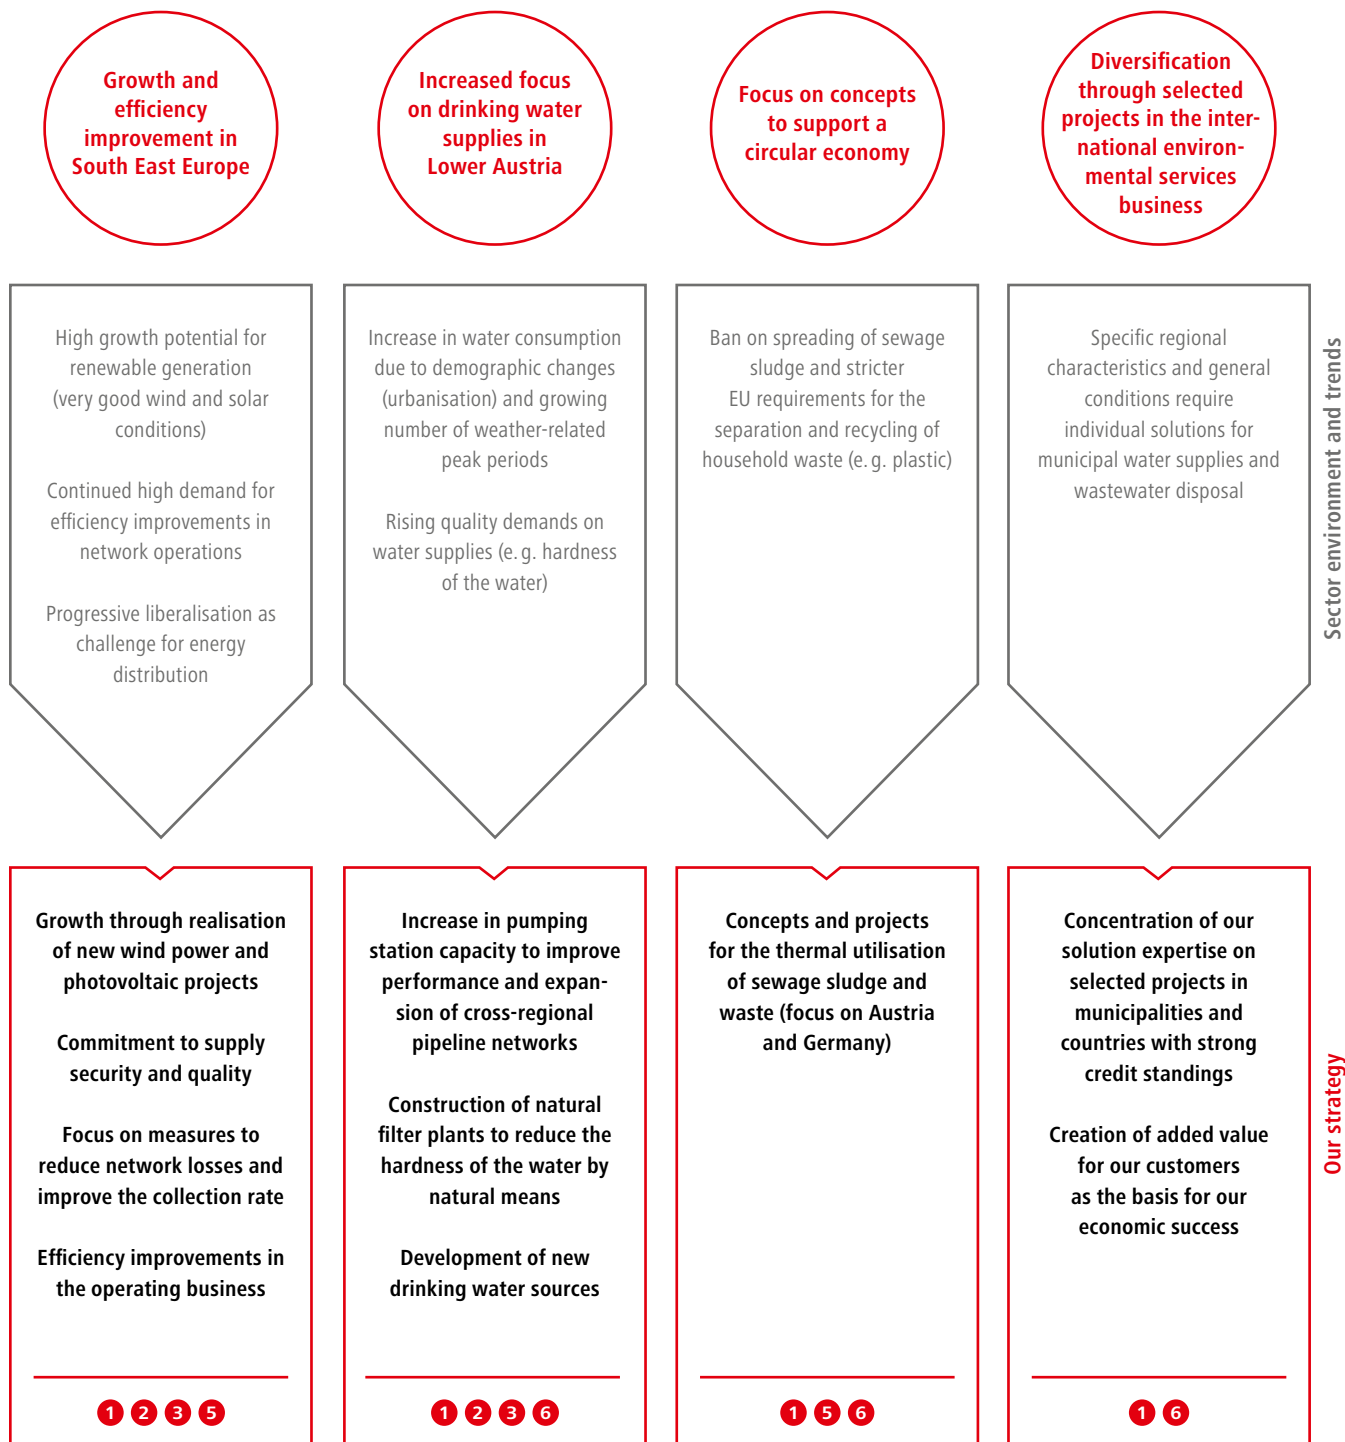 Growth and
efficiency
improvement in
South East Europe
Increased focus
on drinking water
supplies in
Lower Austria
Focus on concepts
to support a
circular economy
Diversification
through selected
projects in the inter-
national environ-
mental services
business
High growth potential for
renewable generation
(very good wind and solar
conditions)
Continued high demand for
efficiency improvements in
network operations
Progressive liberalisation as
challenge for energy
distribution
Increase in water consumption
due to demographic changes
(urbanisation) and growing
number of weather-related
peak periods
Rising quality demands on
water supplies (e. g. hardness
of the water)
Ban on spreading of sewage
sludge and stricter
EU requirements for the
separation and recycling of
household waste (e. g. plastic)
Specific regional
characteristics and general
conditions require
individual solutions for
municipal water supplies and
wastewater disposal
Sector environment and trends
Growth through realisation
of new wind power and
photovoltaic projects
Commitment to supply
security and quality
Focus on measures to
reduce network losses and
improve the collection rate
Efficiency improvements in
the operating business
1 2 3 5
Increase in pumping
station capacity to improve
performance and expan-
sion of cross-regional
pipeline networks
Construction of natural
filter plants to reduce the
hardness of the water by
natural means
Development of new
drinking water sources
1 2 3 6
Concepts and projects
for the thermal utilisation
of sewage sludge and
waste (focus on Austria
and Germany)
1 5 6
Concentration of our
solution expertise on
selected projects in
municipalities and
countries with strong
credit standings
Creation of added value
for our customers
as the basis for our
economic success
1 6
Our strategy